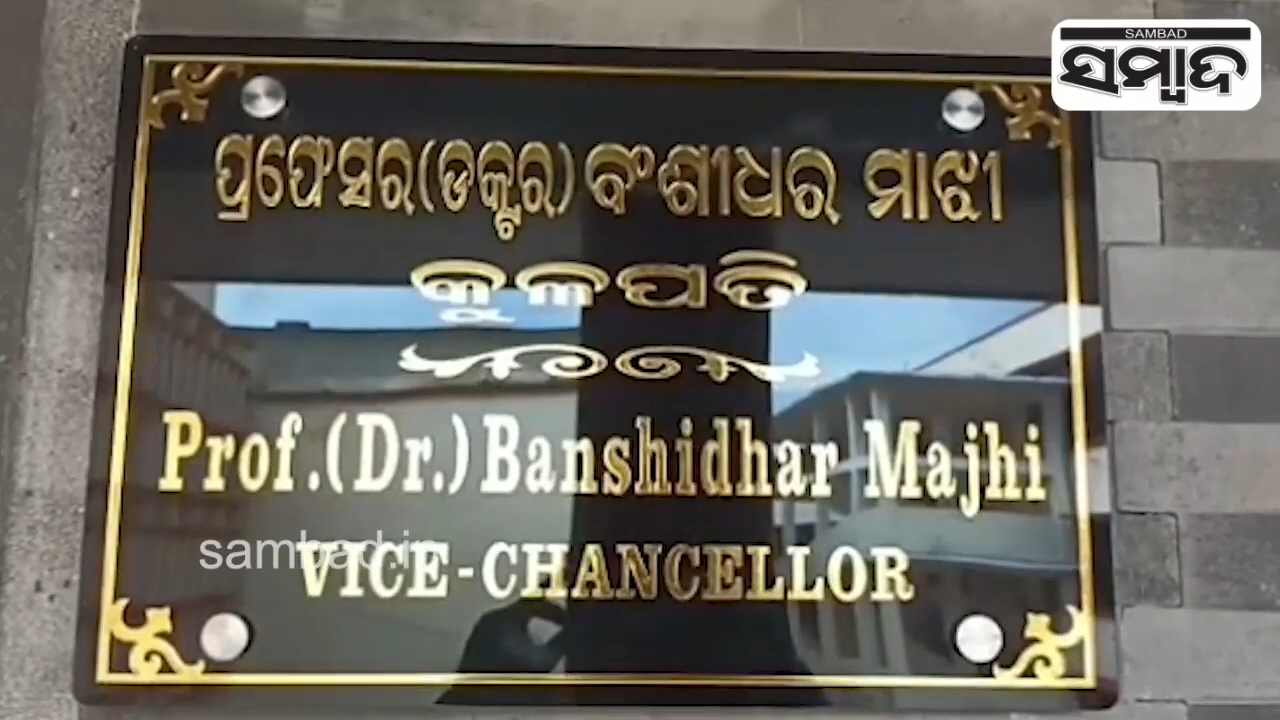 SAMBAD
ସମ୍ବାଦ
ପ୍ରଫେସର(ଡକ୍ଟର) ବଂଶୀଧର ମାଝୀ
କୁଳପତି
Prof.(Dr.) Banshidhar Majhi
sambad.in
VICE-CHANCELLOR